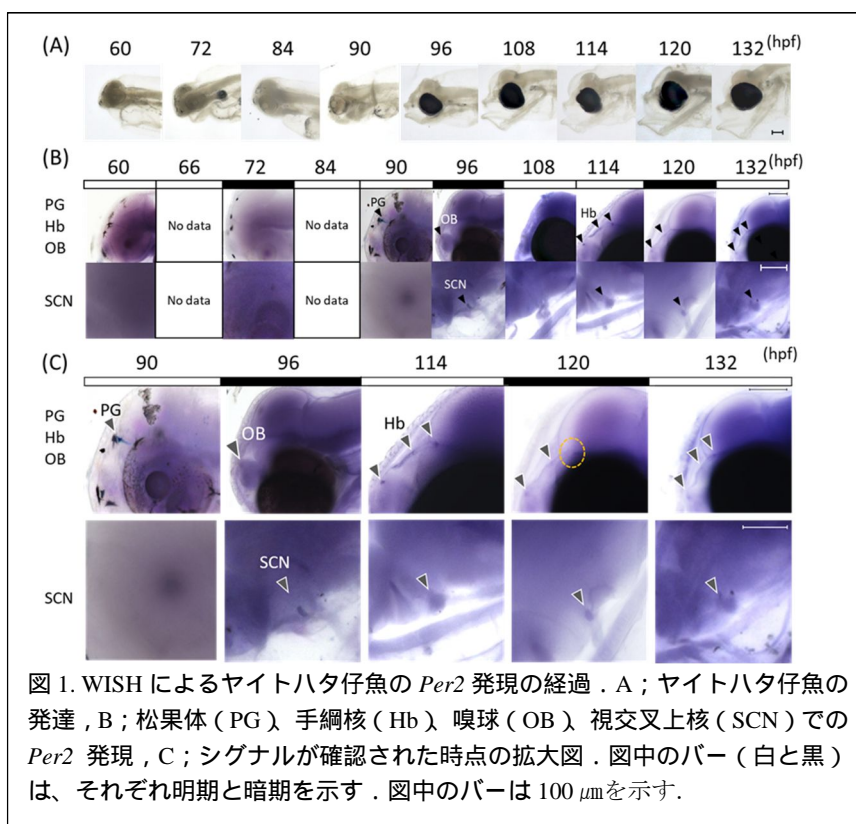 (A)
60 72 84 90 96 108 114 120 132 (hpf)
(B)
60 66 72 84 90 96 108 114 120 132 (hpf)
PG
Hb
OB
No data No data PG OB Hb
SCN
No data No data SCN
(C)
90 96 114 120 132 (hpf)
PG
Hb
OB
PG OB Hb
SCN
SCN
図 1. WISH によるヤイトハタ仔魚の Per2 発現の経過．A；ヤイトハタ仔魚の
発達，B；松果体（PG）、手綱核（Hb）、嗅球（OB）、視交叉上核（SCN）での
Per2 発現，C；シグナルが確認された時点の拡大図．図中のバー（白と黒）
は、それぞれ明期と暗期を示す．図中のバーは 100 μmを示す.